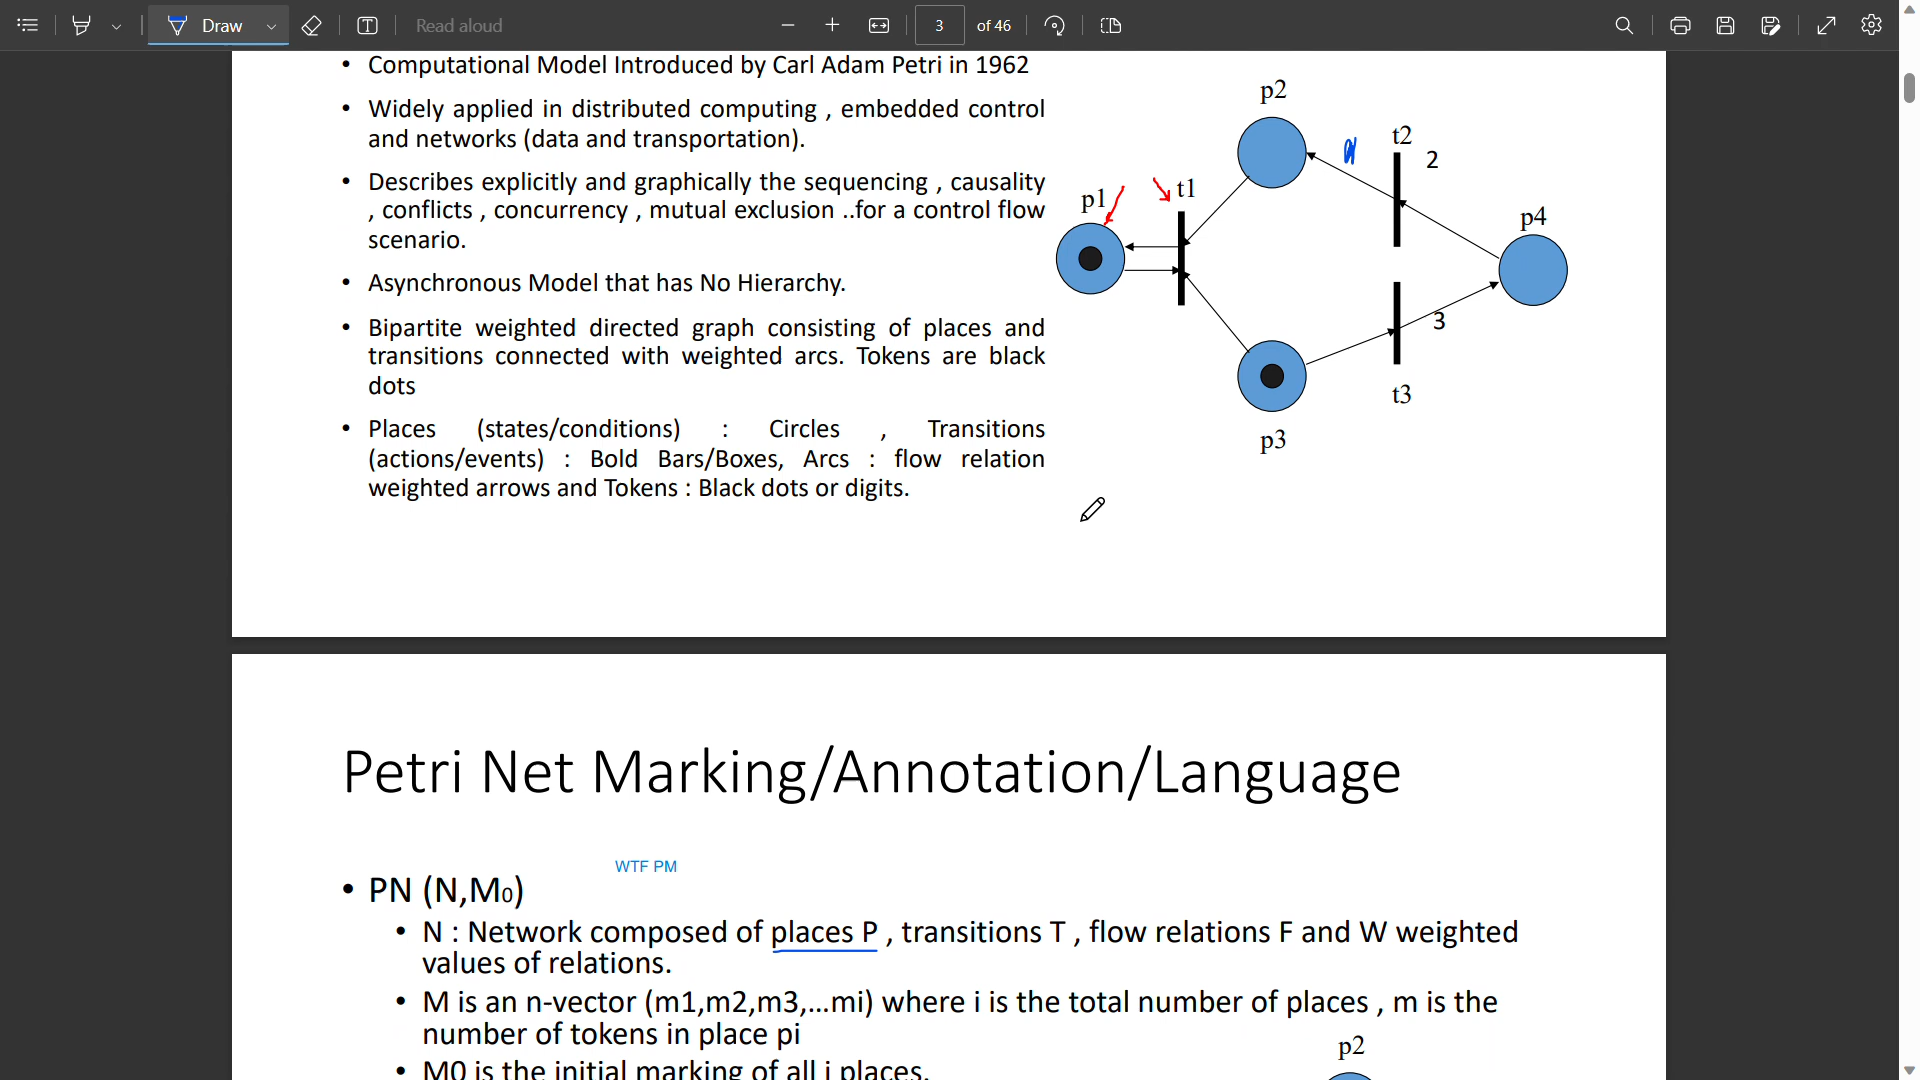 Draw
Read aloud
3
of 46
• Computational Model Introduced by Carl Adam Petri in 1962
• Widely applied in distributed computing , embedded control
and networks (data and transportation).
• Describes explicitly and graphically the sequencing , causality
, conflicts , concurrency , mutual exclusion ..for a control flow
scenario.
• Asynchronous Model that has No Hierarchy.
• Bipartite weighted directed graph consisting of places and
transitions connected with weighted arcs. Tokens are black
dots
• Places (states/conditions) : Circles , Transitions
(actions/events) : Bold Bars/Boxes, Arcs : flow relation
weighted arrows and Tokens : Black dots or digits.
p2
t2
2
p1
t1
p4
3
t3
p3
Petri Net Marking/Annotation/Language
WTF PM
• PN (N,M0)
• N : Network composed of places P , transitions T , flow relations F and W weighted
values of relations.
• M is an n-vector (m1,m2,m3,...mi) where i is the total number of places , m is the
number of tokens in place pi
• M0 is the initial marking of all i places.
p2